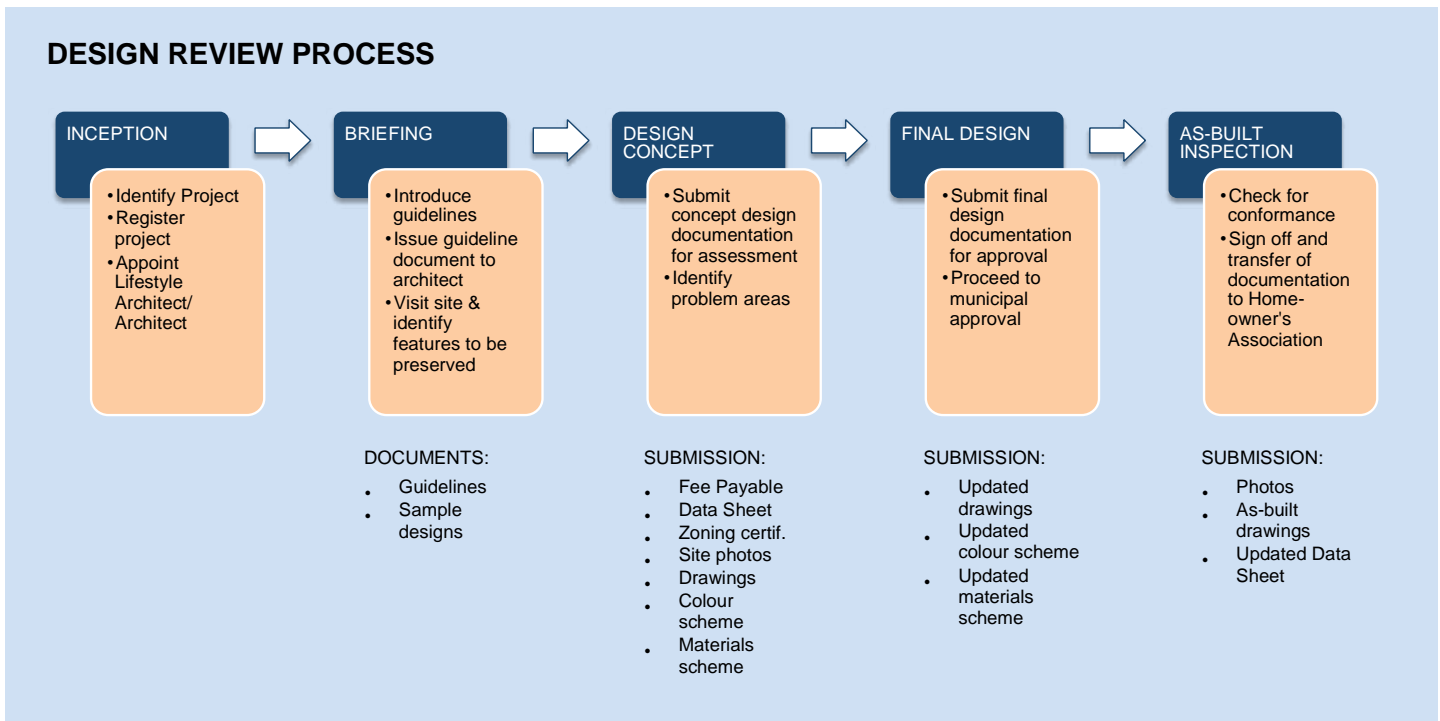 DESIGN REVIEW PROCESS
INCEPTION
•Identify Project
•Register
project
•Appoint
Lifestyle
Architect/
Architect
BRIEFING
•Introduce
guidelines
•Issue guideline
document to
architect
•Visit site &
identify
features to be
preserved
DOCUMENTS:
• Guidelines
• Sample
designs
DESIGN
CONCEPT
•Submit
concept design
documentation
for assessment
•Identify
problem areas
SUBMISSION:
• Fee Payable
• Data Sheet
• Zoning certif.
• Site photos
• Drawings
• Colour
scheme
• Materials
scheme
FINAL DESIGN
•Submit final
design
documentation
for approval
•Proceed to
municipal
approval
SUBMISSION:
• Updated
drawings
• Updated
colour scheme
• Updated
materials
scheme
AS-BUILT
INSPECTION
•Check for
conformance
•Sign off and
transfer of
documentation
to Home-
owner's
Association
SUBMISSION:
• Photos
• As-built
drawings
• Updated Data
Sheet